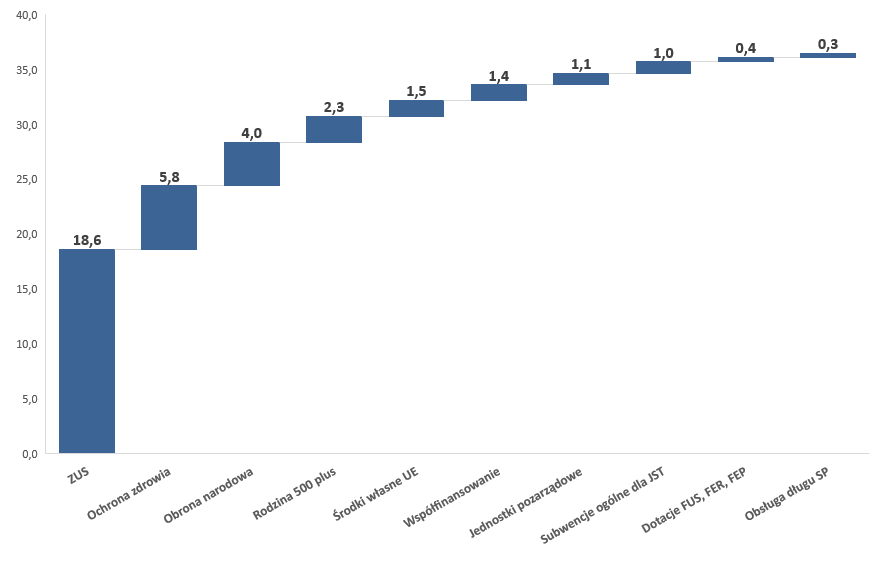 40,0
35,0
30,0
25,0
20,0
15,0
10,0
5,0
0,0
18,6
5,8
4,0
2,3
1,5
1,4
1,1
1,0
0,4
0,3
ZUS
Ochrona zdrowia
Obrona narodowa
Rodzina 500 plus
Środki własne UE
Współfinansowanie
Jednostki pozarządowe
Subwencje ogólne dla JST
Dotacje FUS, FER, FEP
Obsługa długu SP